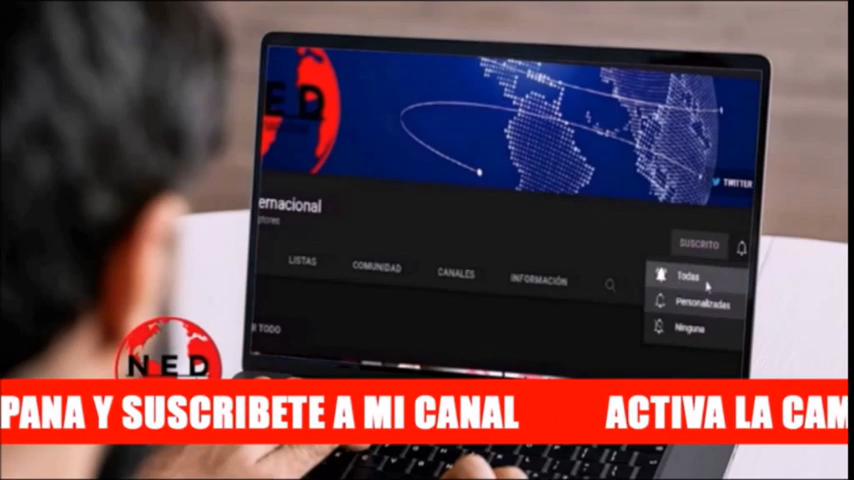 ED
TWITTER
ernacional
SUSCRITO
LISTAS
COMUNIDAD
CANALES
INFORMACIÓN
Todas
Personalizadas
Ninguna
R TODO
NED
PANA Y SUSCRIBETE A MI CANAL ACTIVA LA CAM